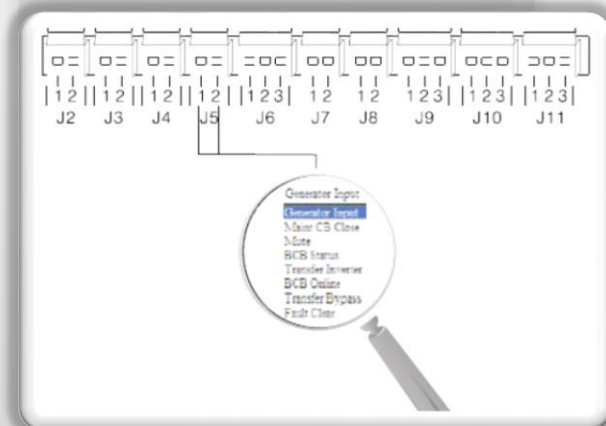 1 2 1 2 1 2 1 2 1 2 3 1 2 1 2 1 2 3 1 2 3 1 2 3
J2 J3 J4 J5 J6 J7 J8 J9 J10 J11
Generator Input
Generator Input
Maint CB Close
Mute
BCB Status
Transfer Inverter
BCB Online
Transfer Bypass
Fault Clear